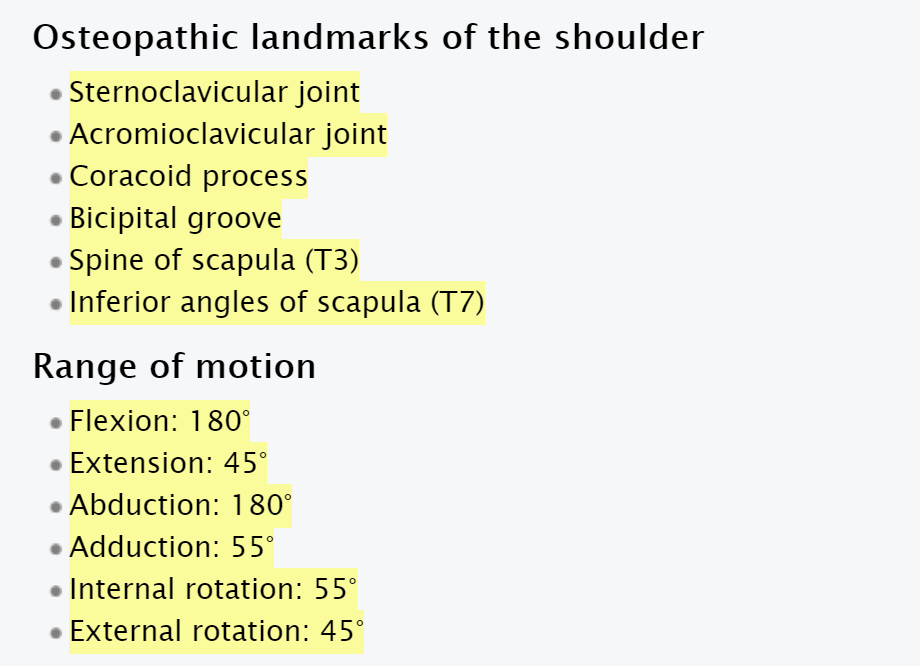 Osteopathic landmarks of the shoulder
Sternoclavicular joint
Acromioclavicular joint
Coracoid process
Bicipital groove
Spine of scapula (T3)
Inferior angles of scapula (T7)
Range of motion
Flexion: 180°
Extension: 45°
Abduction: 180°
Adduction: 55°
Internal rotation: 55°
External rotation: 45°